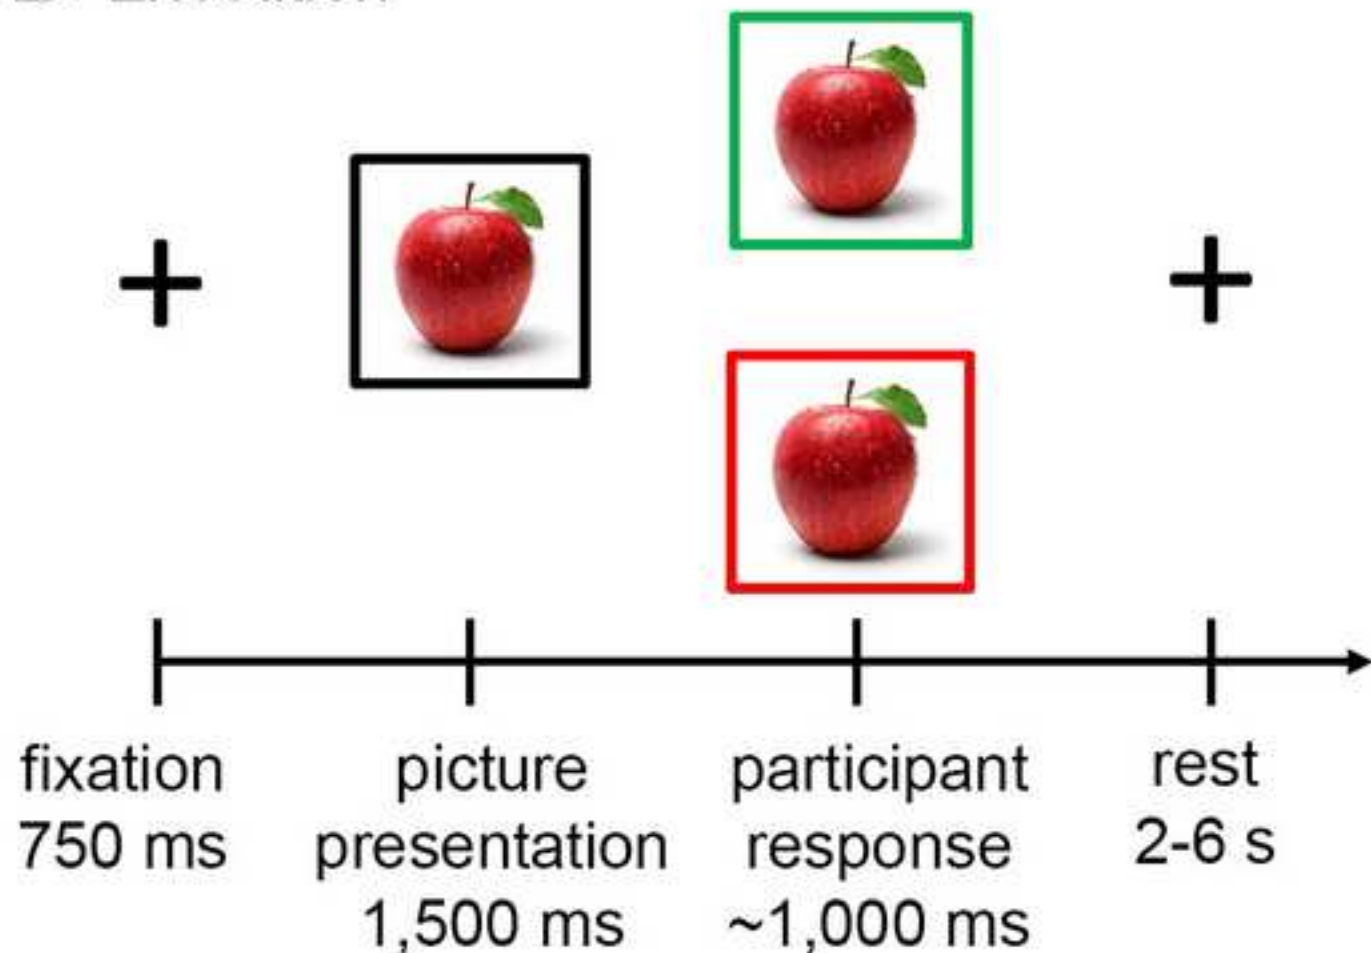 fixation
750 ms
picture
presentation
1,500 ms
participant
response
~1,000 ms
rest
2-6 s